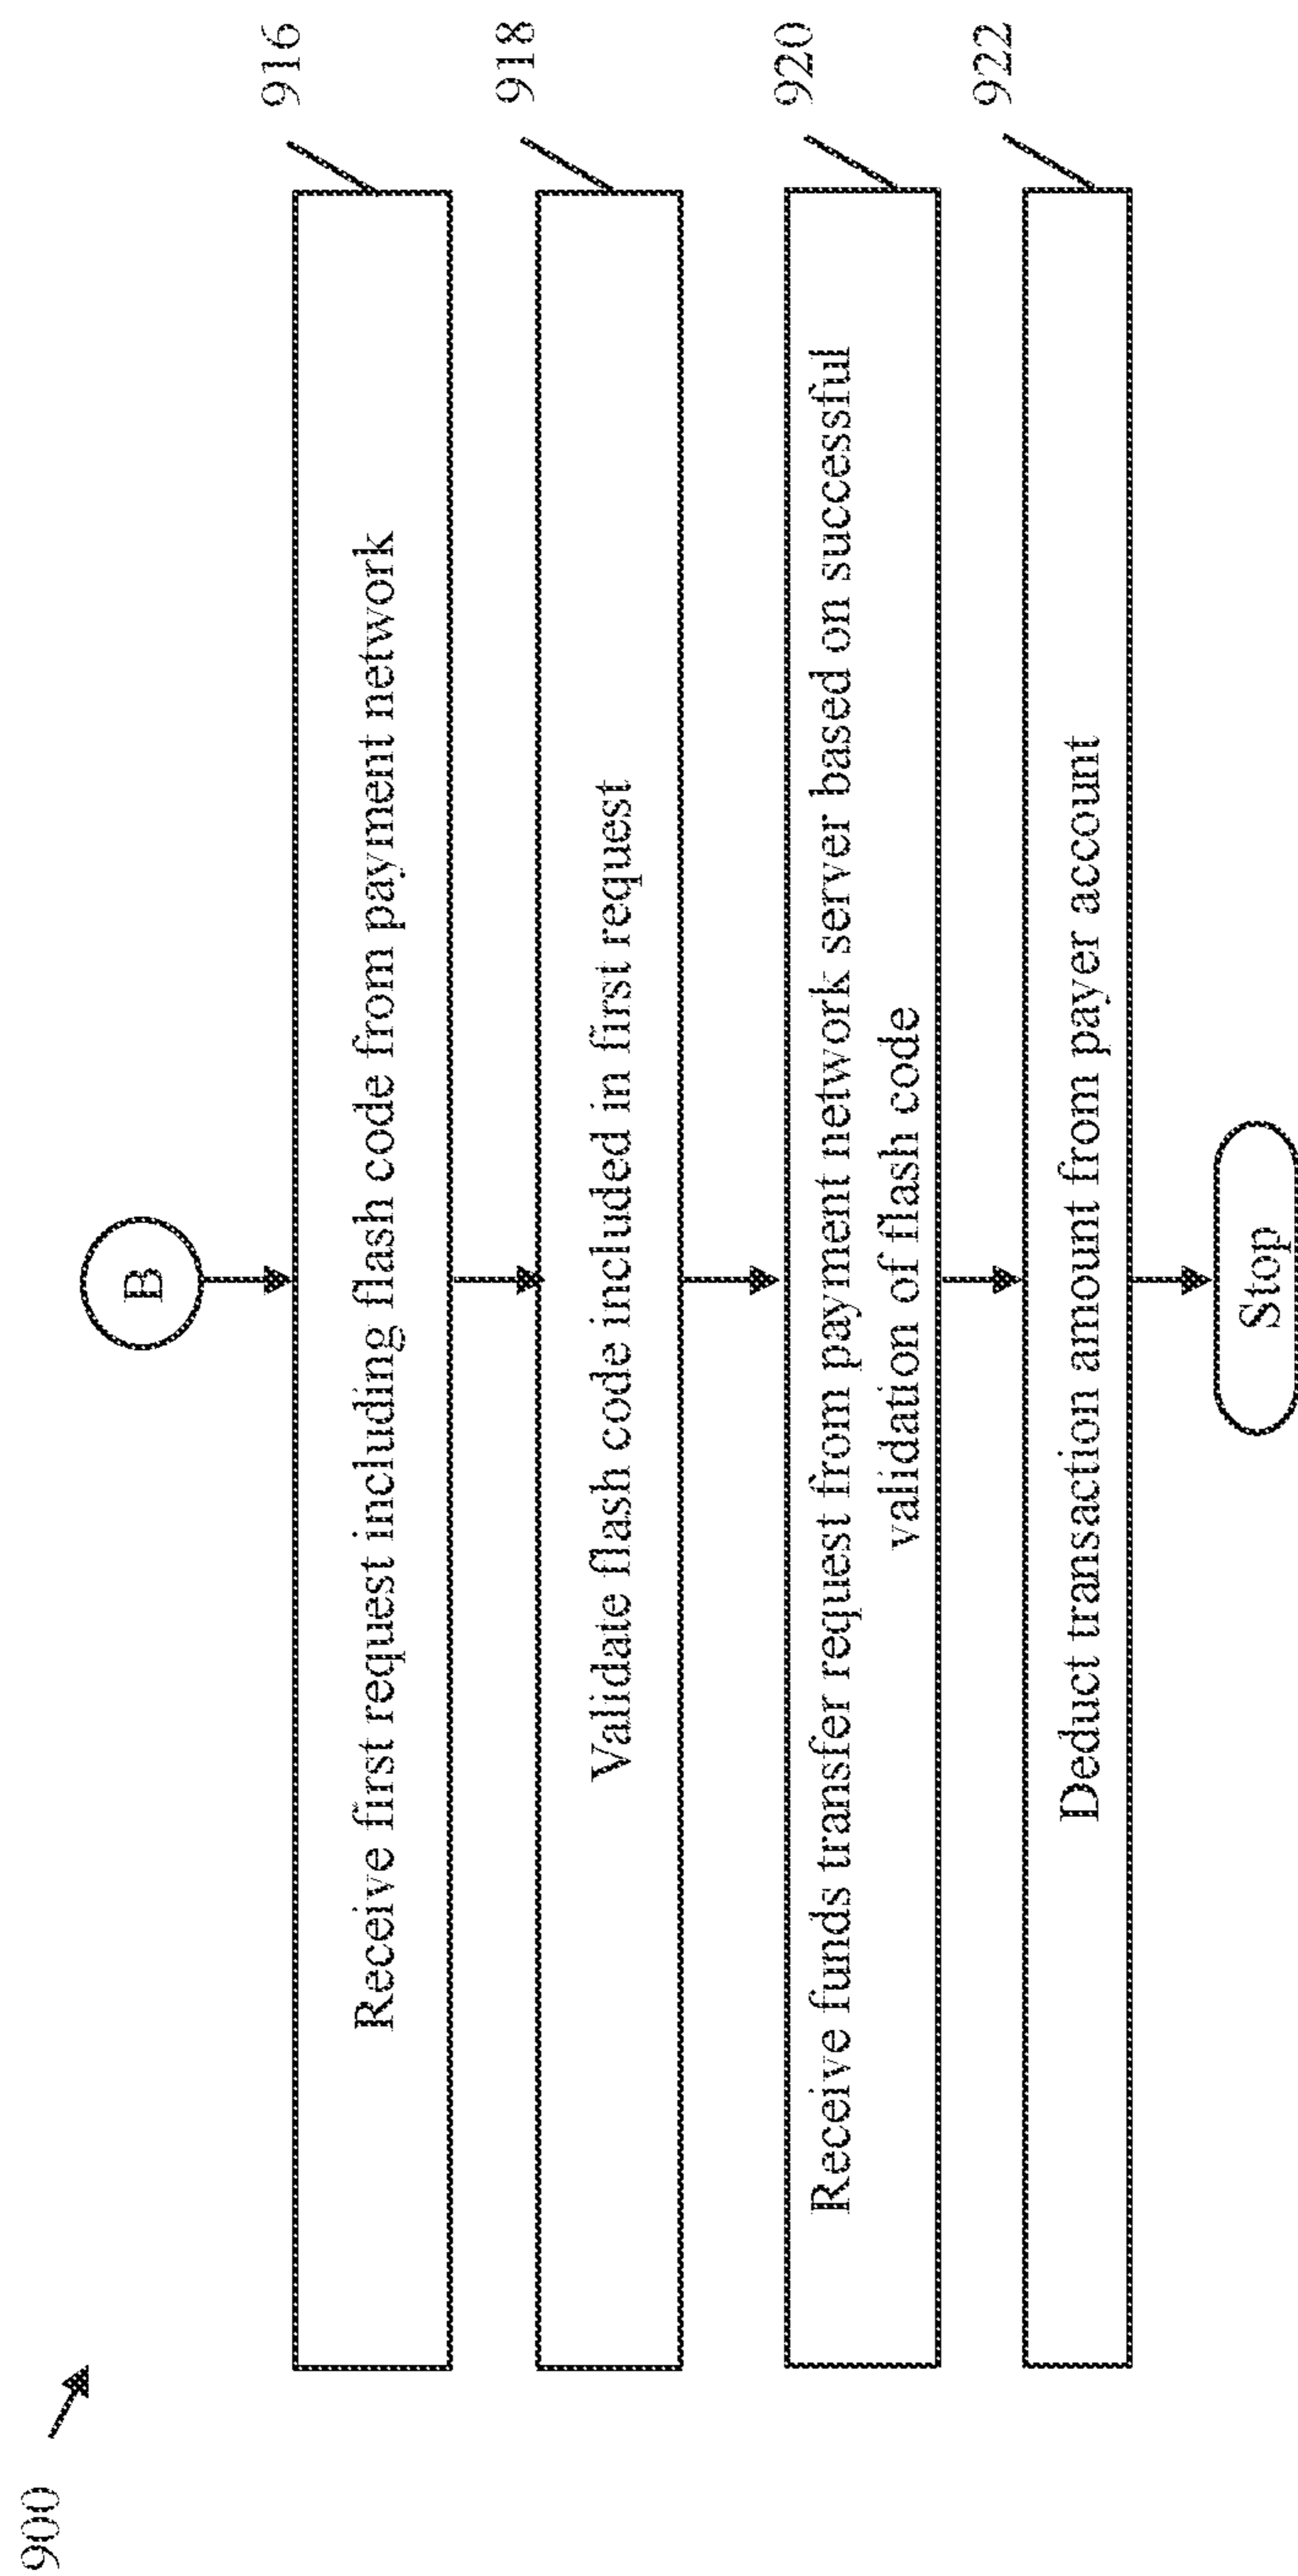 900
B
Receive first request including flash code from payment network
916
Validate flash code included in first request
918
Receive funds transfer request from payment network server based on successful
validation of flash code
920
Deduct transaction amount from payer account
922
Stop